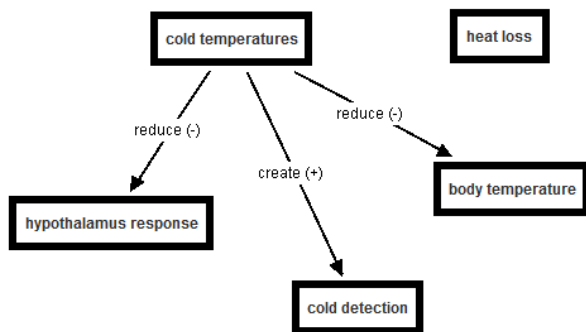 cold temperatures
heat loss
reduce (-)
reduce (-)
create (+)
body temperature
hypothalamus response
cold detection